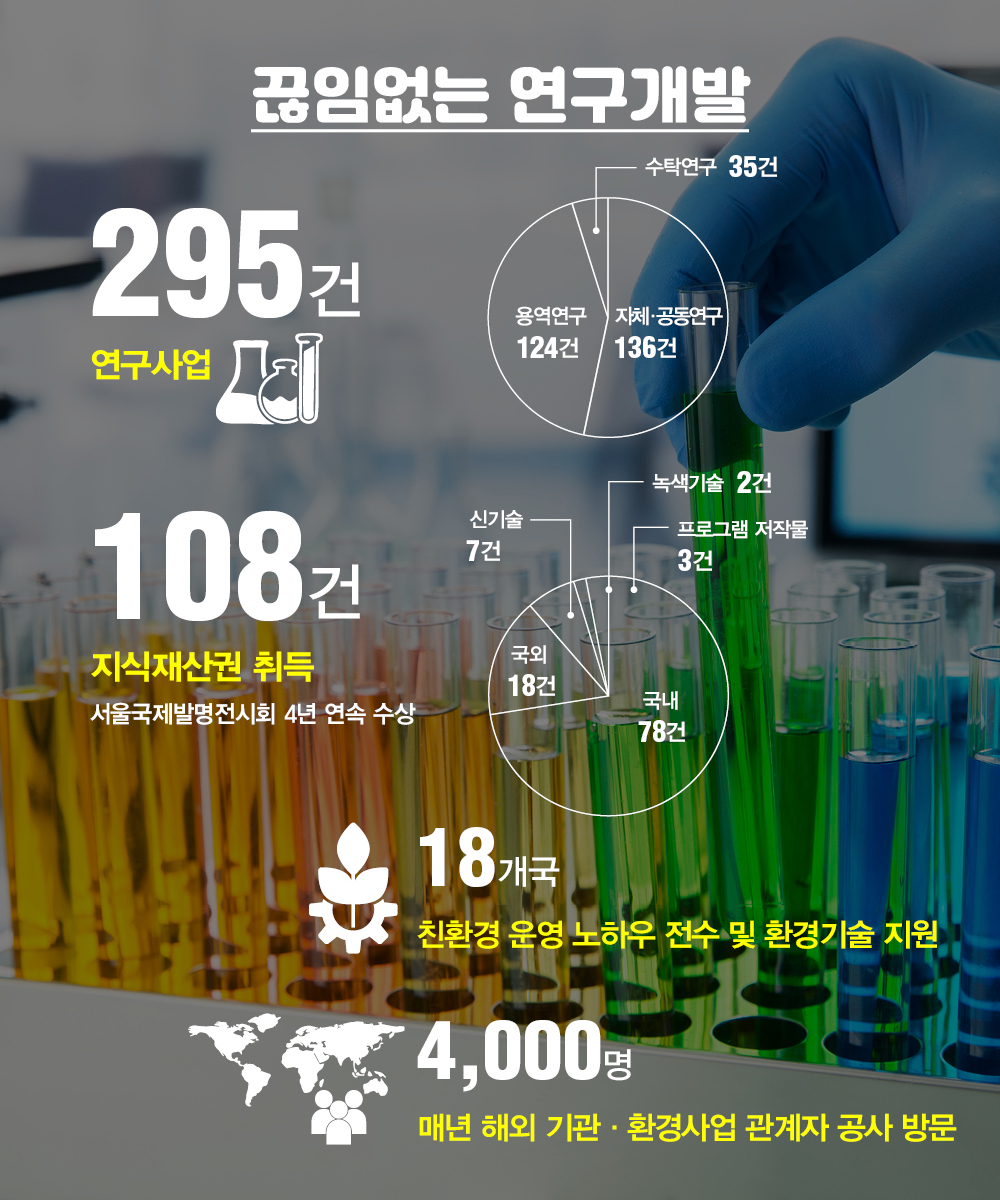 끊임없는 연구개발
295건
연구사업
수탁연구 35건
용역연구
124건
자체·공동연구
136건
108건
지식재산권 취득
서울국제발명전시회 4년 연속 수상
녹색기술 2건
신기술
7건
프로그램 저작물
3건
국외
18건
국내
78건
18개국
친환경 운영 노하우 전수 및 환경기술 지원
4,000명
매년 해외 기관·환경사업 관계자 공사 방문